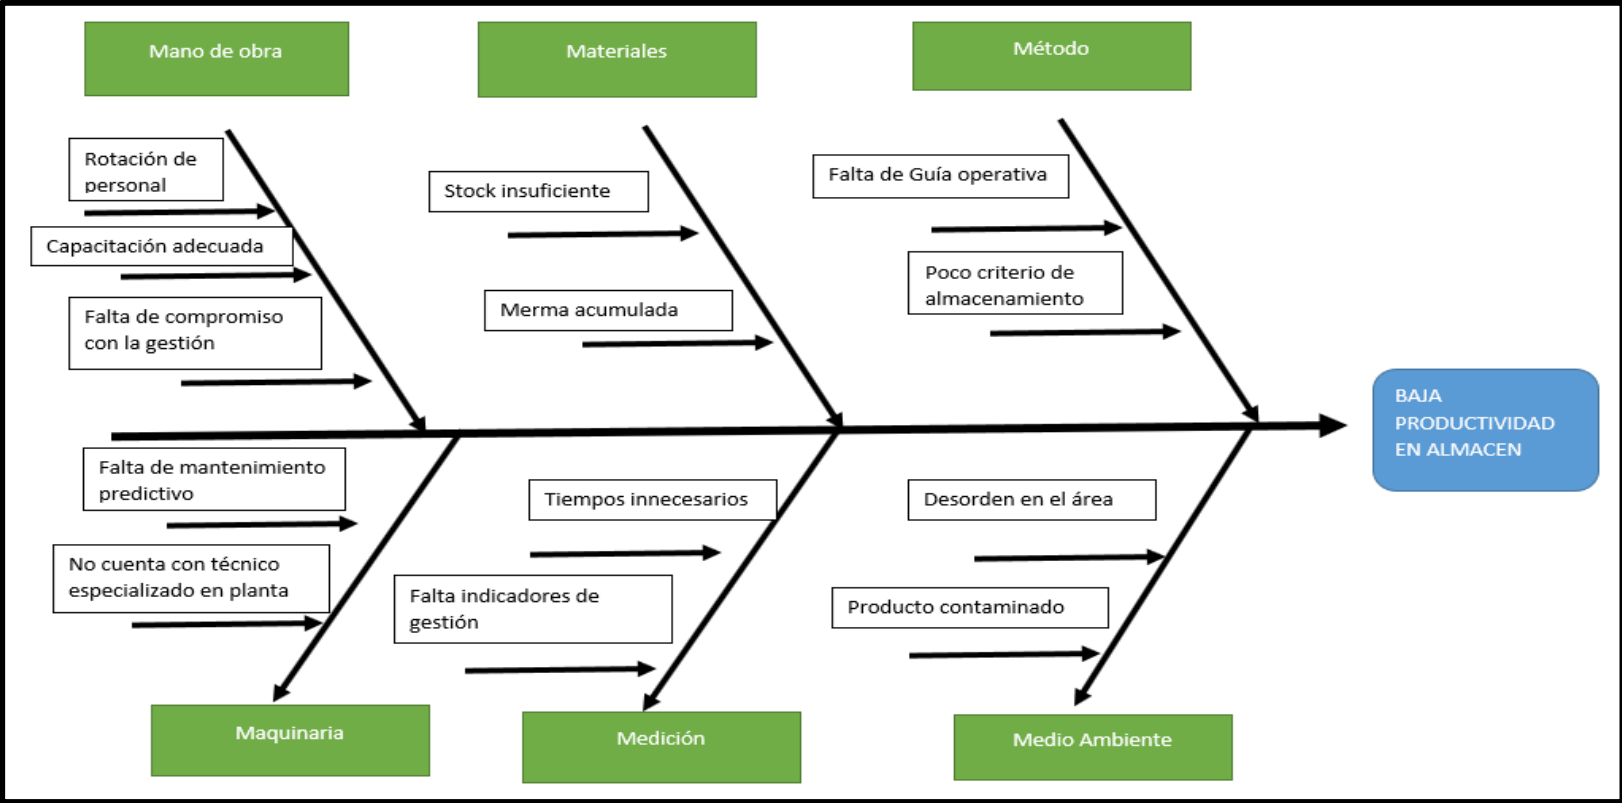 Mano de obra
Materiales
Método
Rotación de
personal
Capacitación adecuada
Falta de compromiso
con la gestión
Stock insuficiente
Merma acumulada
Falta de Guía operativa
Poco criterio de
almacenamiento
BAJA
PRODUCTIVIDAD
EN ALMACEN
Falta de mantenimiento
predictivo
No cuenta con técnico
especializado en planta
Tiempos innecesarios
Falta indicadores de
gestión
Desorden en el área
Producto contaminado
Maquinaria
Medición
Medio Ambiente